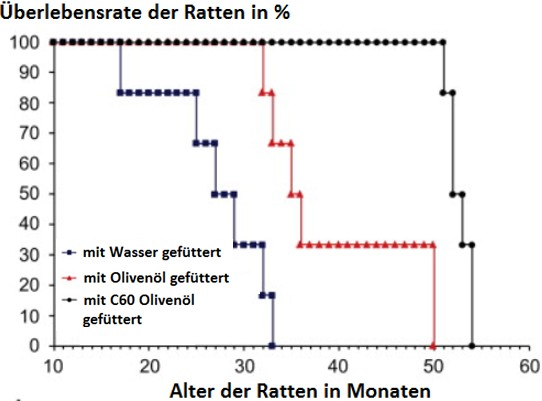 Überlebensrate der Ratten in %
100
90
80
70
60
50
40
30
20
10
0
mit Wasser gefüttert
mit Olivenöl gefüttert
mit C60 Olivenöl
gefüttert
10 20 30 40 50 60
Alter der Ratten in Monaten